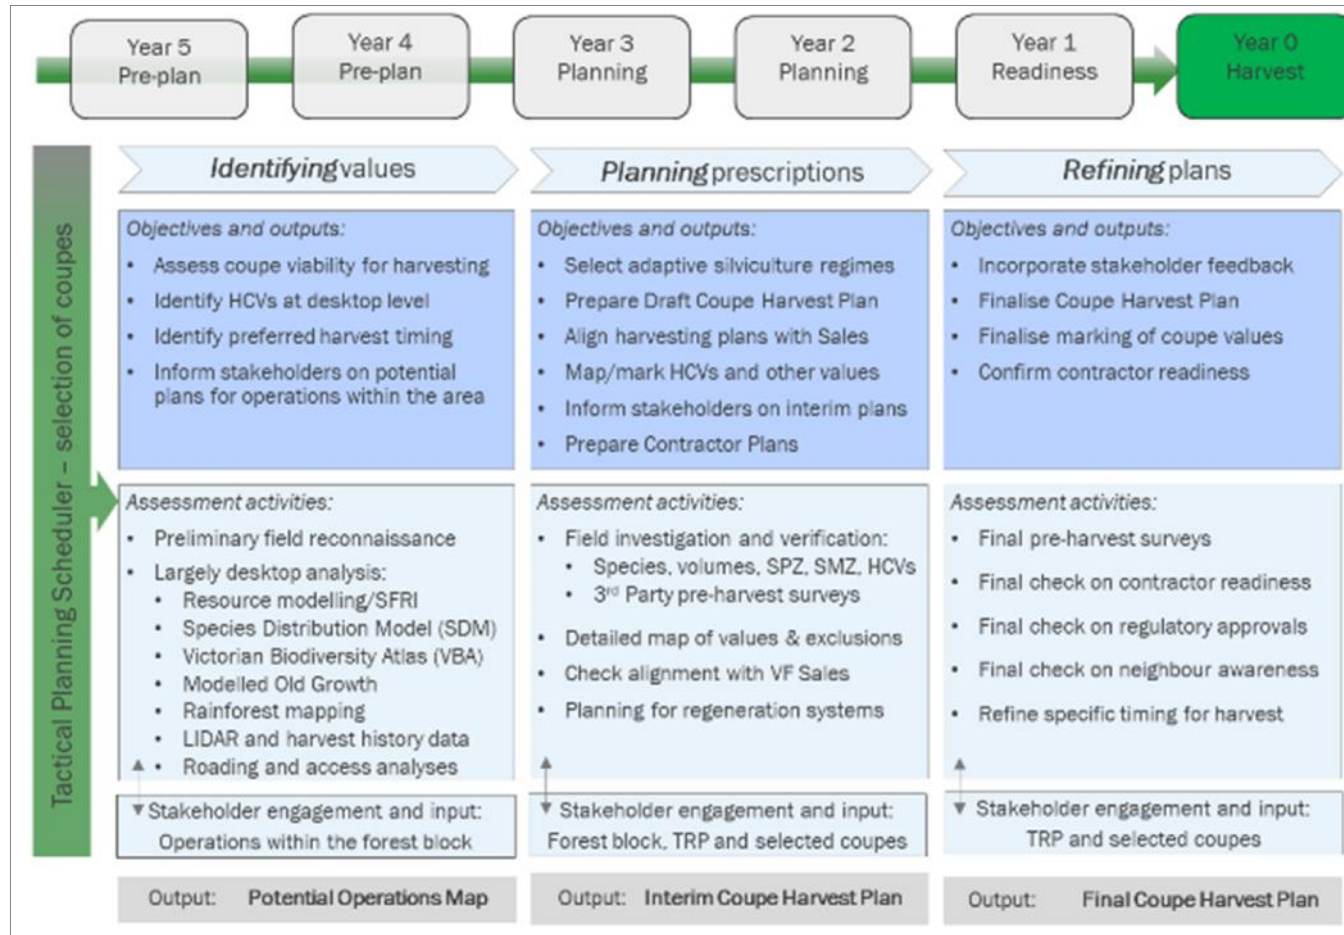 Year 5
Pre-plan
Year 4
Pre-plan
Year 3
Planning
Year 2
Planning
Year 1
Readiness
Year 0
Harvest
Tactical Planning Scheduler – selection of coupes
Identifying values
Objectives and outputs:
• Assess coupe viability for harvesting
• Identify HCVs at desktop level
• Identify preferred harvest timing
• Inform stakeholders on potential
plans for operations within the area
Assessment activities:
• Preliminary field reconnaissance
• Largely desktop analysis:
• Resource modelling/SFRI
• Species Distribution Model (SDM)
• Victorian Biodiversity Atlas (VBA)
• Modelled Old Growth
• Rainforest mapping
• LIDAR and harvest history data
• Roading and access analyses
Stakeholder engagement and input:
Operations within the forest block
Output: Potential Operations Map
Planning prescriptions
Objectives and outputs:
• Select adaptive silviculture regimes
• Prepare Draft Coupe Harvest Plan
• Align harvesting plans with Sales
• Map/mark HCVs and other values
• Inform stakeholders on interim plans
• Prepare Contractor Plans
Assessment activities:
• Field investigation and verification:
• Species, volumes, SPZ, SMZ, HCVs
• 3rd Party pre-harvest surveys
• Detailed map of values & exclusions
• Check alignment with VF Sales
• Planning for regeneration systems
Stakeholder engagement and input:
Forest block, TRP and selected coupes
Output: Interim Coupe Harvest Plan
Refining plans
Objectives and outputs:
• Incorporate stakeholder feedback
• Finalise Coupe Harvest Plan
• Finalise marking of coupe values
• Confirm contractor readiness
Assessment activities:
• Final pre-harvest surveys
• Final check on contractor readiness
• Final check on regulatory approvals
• Final check on neighbour awareness
• Refine specific timing for harvest
Stakeholder engagement and input:
TRP and selected coupes
Output: Final Coupe Harvest Plan